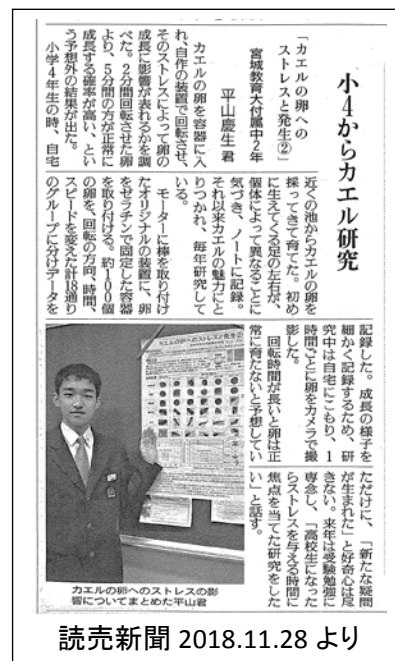 小4からカエル研究
「カエルの卵への
ストレスと発生②」
宮城教育大付属中2年
平山慶生君
カエルの卵を容器に入
れ、自作の装置で回転させ、
そのストレスによって卵の
成長に影響が表れるかを調
べた。2分間回転させた卵
より、5分間の方が正常に
成長する確率が高い、とい
う予想外の結果が出た。
小学4年生の時、自宅
近くの池からカエルの卵を
採ってきて育てた。初め
に生えてくる足の左右が、
個体によって異なることに
気づき、ノートに記録。
それ以来カエルの魅力にと
りつかれ、毎年研究して
いる。
モーターに棒を取り付け
たオリジナルの装置に、卵
をゼラチンで固定した容器
を取り付ける。約100個
の卵を、回転の方向、時間、
スピードを変えた計18通り
のグループに分けデータを
記録した。成長の様子を
細かく記録するため、研
究中は自宅にこもり、1
時間ごとに卵をカメラで撮
影した。
回転時間が長いと卵は正
常に育たないと予想してい
ただけに、「新たな疑問
が生まれた」と好奇心は尽
きない。来年は受験勉強に
専念し、「高校生になった
らストレスを与える時間に
焦点を当てた研究をした
い」と話す。
カエルの卵へのストレスと発生②
カエルの卵へのストレスの影
響についてまとめた平山君
読売新聞 2018.11.28 より